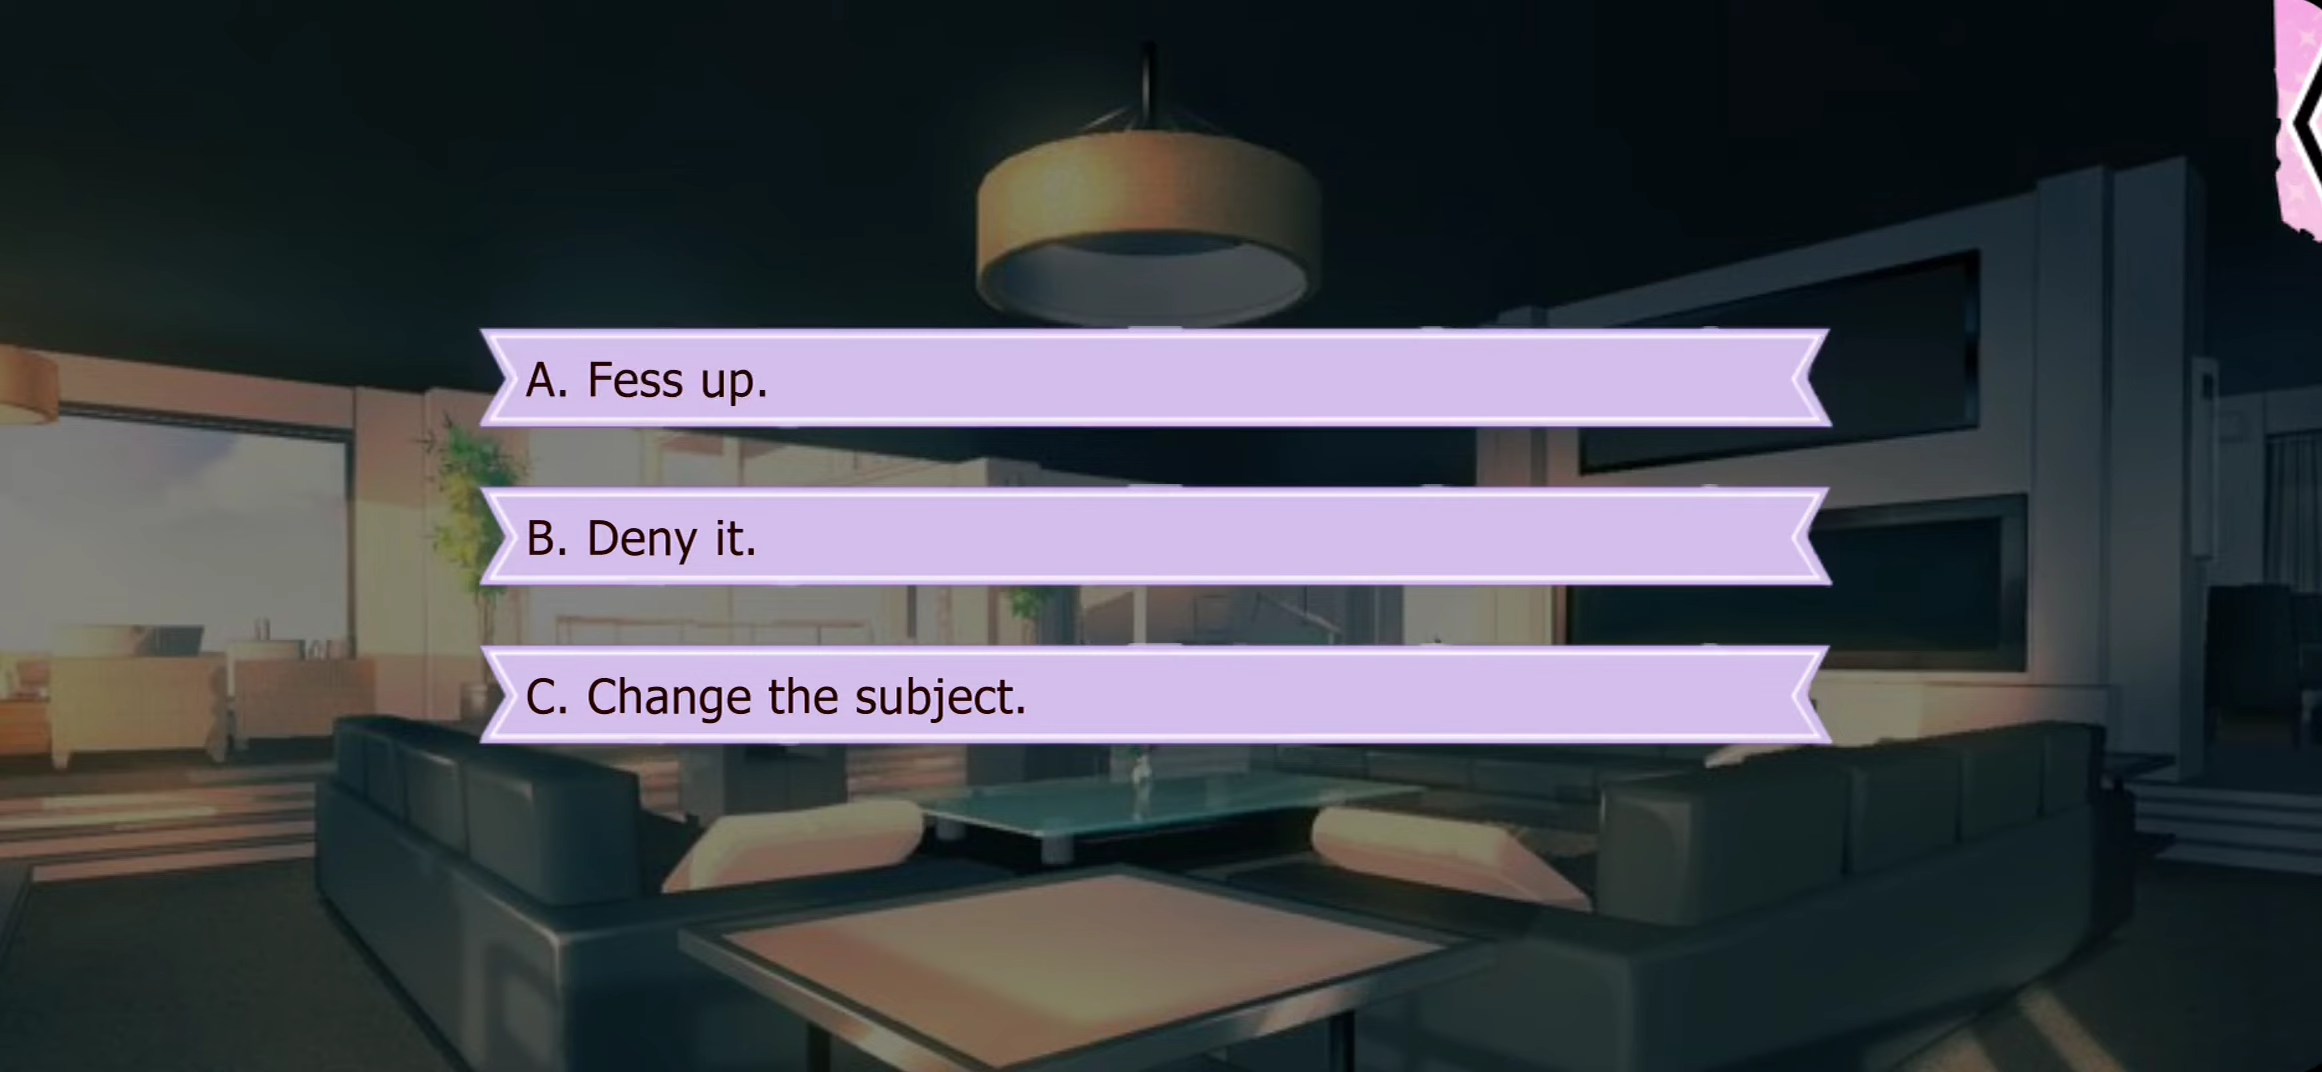 A. Fess up.
B. Deny it.
C. Change the subject.